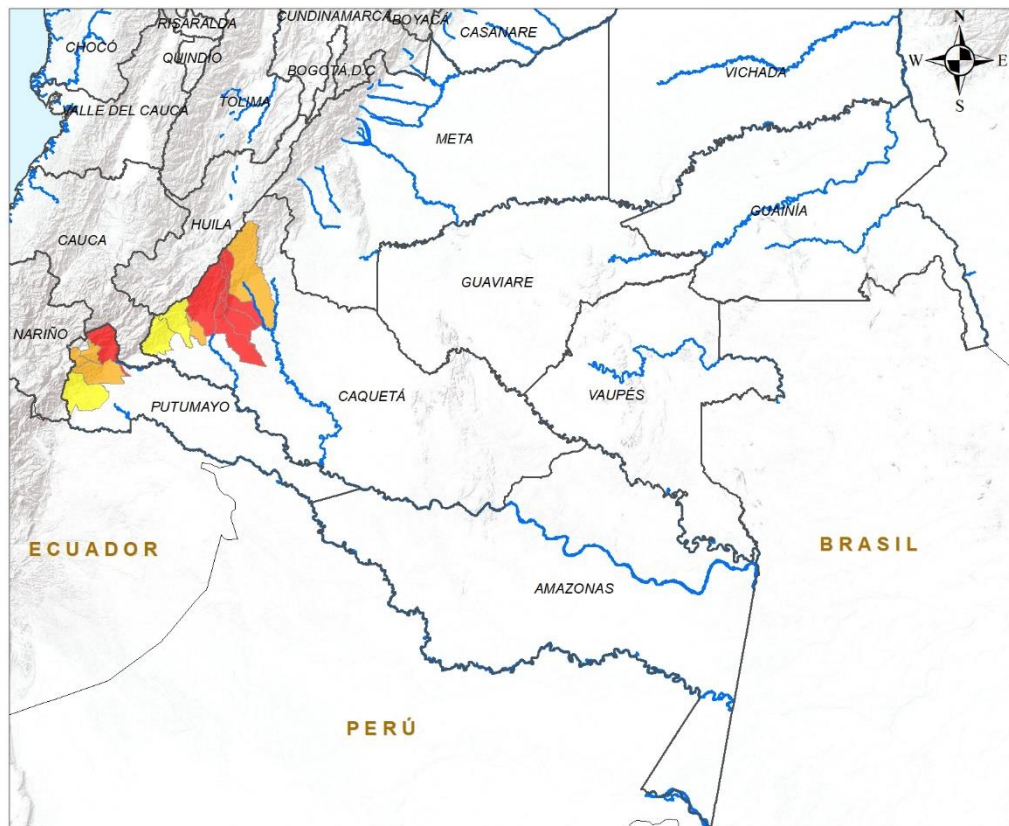 RISARALDA
CUNDINAMARCA
BOYACÁ
CASANARE
N
CHOCÓ
QUINDIO
BOGOTÁ,D.C
VICHADA
W
E
S
VALLE DEL CAUCA
TOLIMA
META
HUILA
GUAINÍA
CAUCA
GUAVIARE
NARIÑO
CAQUETÁ
VAUPÉS
PUTUMAYO
ECUADOR
BRASIL
AMAZONAS
PERÚ